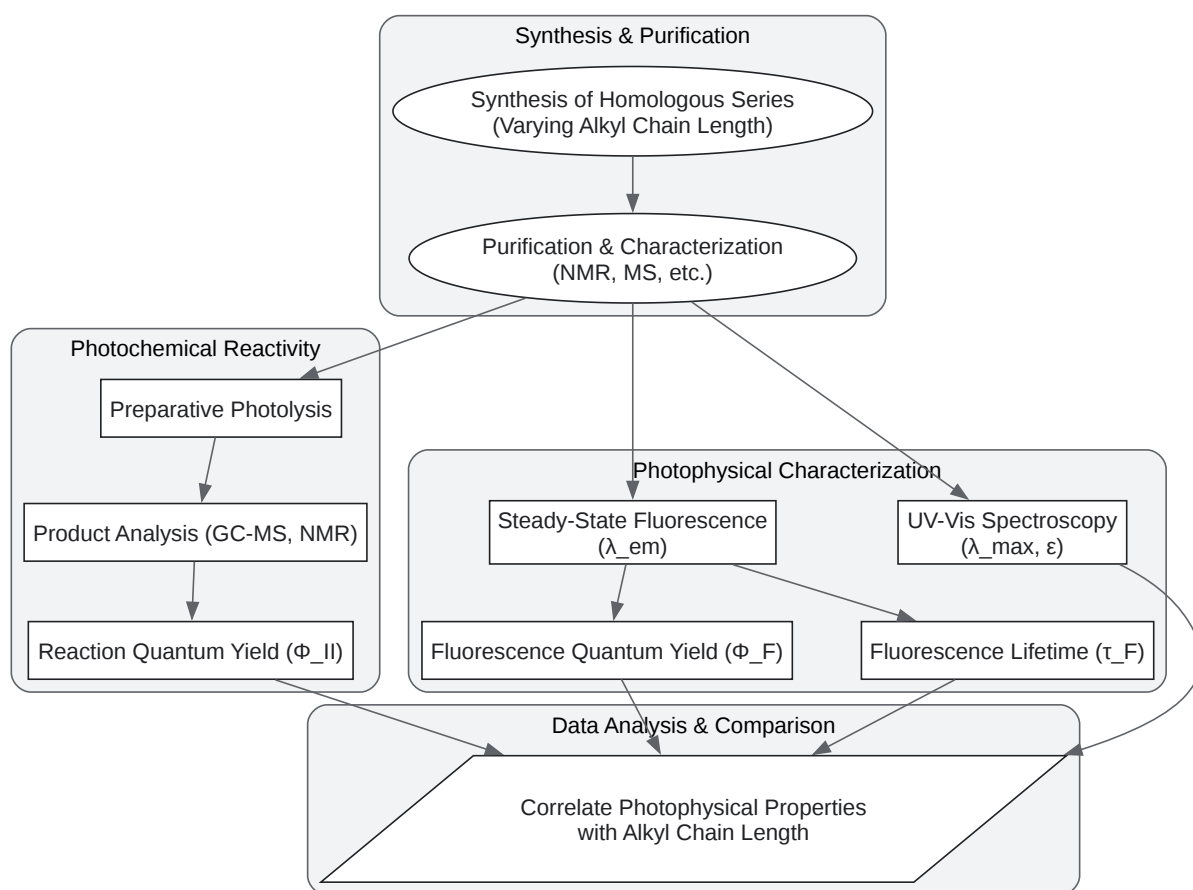 Synthesis & Purification
Synthesis of Homologous Series
(Varying Alkyl Chain Length)
Purification & Characterization
(NMR, MS, etc.)
Photochemical Reactivity
Preparative Photolysis
Product Analysis (GC-MS, NMR)
Reaction Quantum Yield (Φ_II)
Photophysical Characterization
Steady-State Fluorescence
(λ_em)
UV-Vis Spectroscopy
(λ_max, ε)
Fluorescence Quantum Yield (Φ_F)
Fluorescence Lifetime (τ_F)
Data Analysis & Comparison
Correlate Photophysical Properties
with Alkyl Chain Length